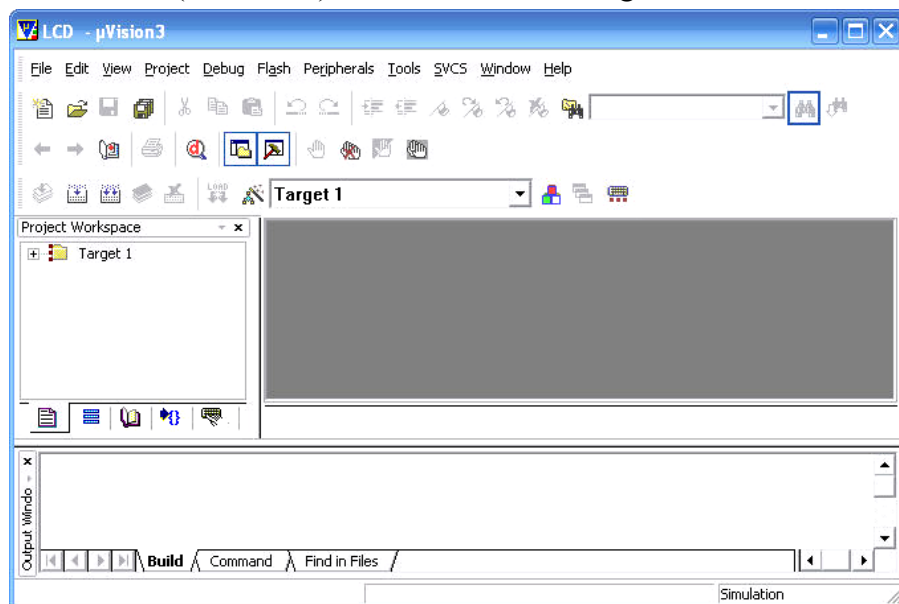 LCD - µVision3
File Edit View Project Debug Flash Peripherals Tools SVCS Window Help
LOAD
Target 1
Project Workspace
Target 1
Output Windo
Build Command Find in Files
Simulation